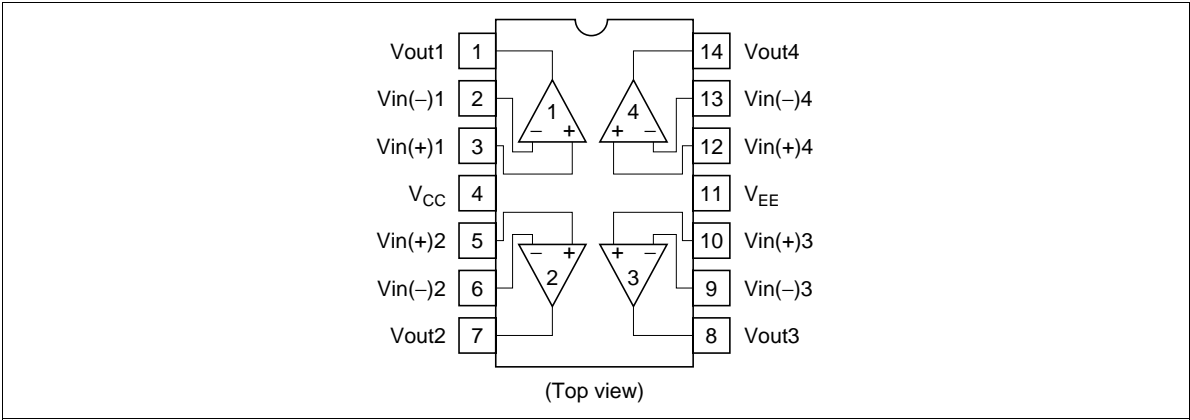 Vout1 1 14 Vout4
Vin(−)1 2 1 4 13 Vin(−)4
− + + −
Vin(+)1 3 12 Vin(+)4
VCC 4 11 VEE
Vin(+)2 5 10 Vin(+)3
− + + −
Vin(−)2 6 2 3 9 Vin(−)3
Vout2 7 8 Vout3
(Top view)